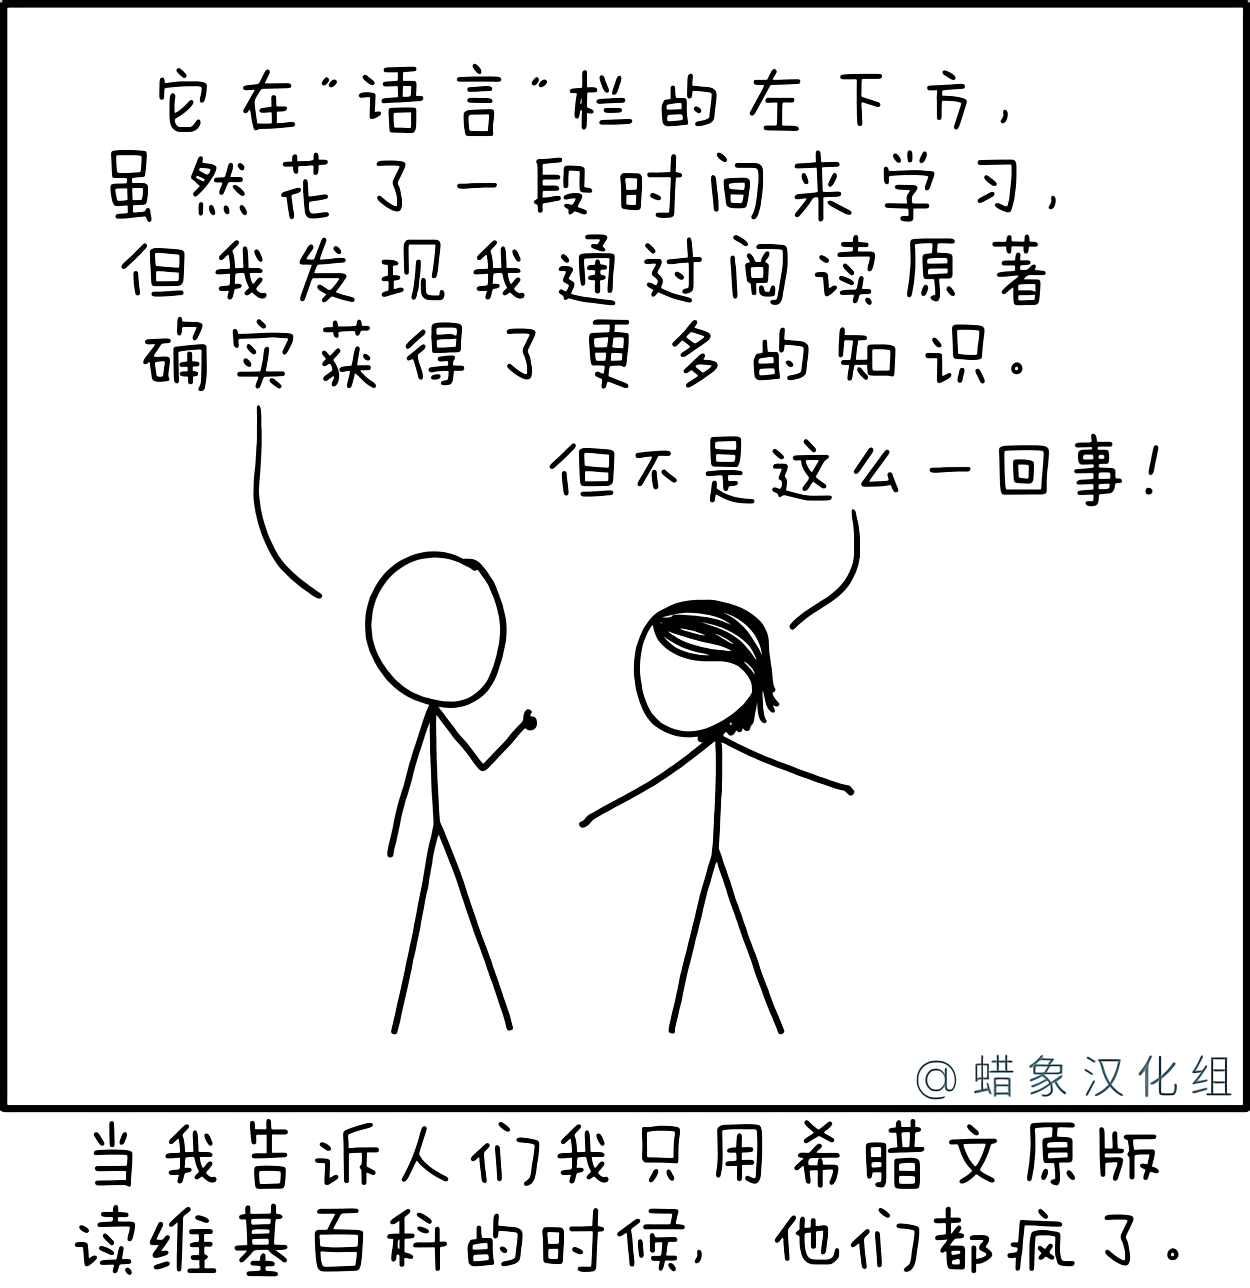 它在“语言”栏的左下方，
虽然花了一段时间来学习，
但我发现我通过阅读原著
确实获得了更多的知识。
但不是这么一回事！
@蜡象汉化组
当我告诉人们我只用希腊文原版
读维基百科的时候，他们都疯了。